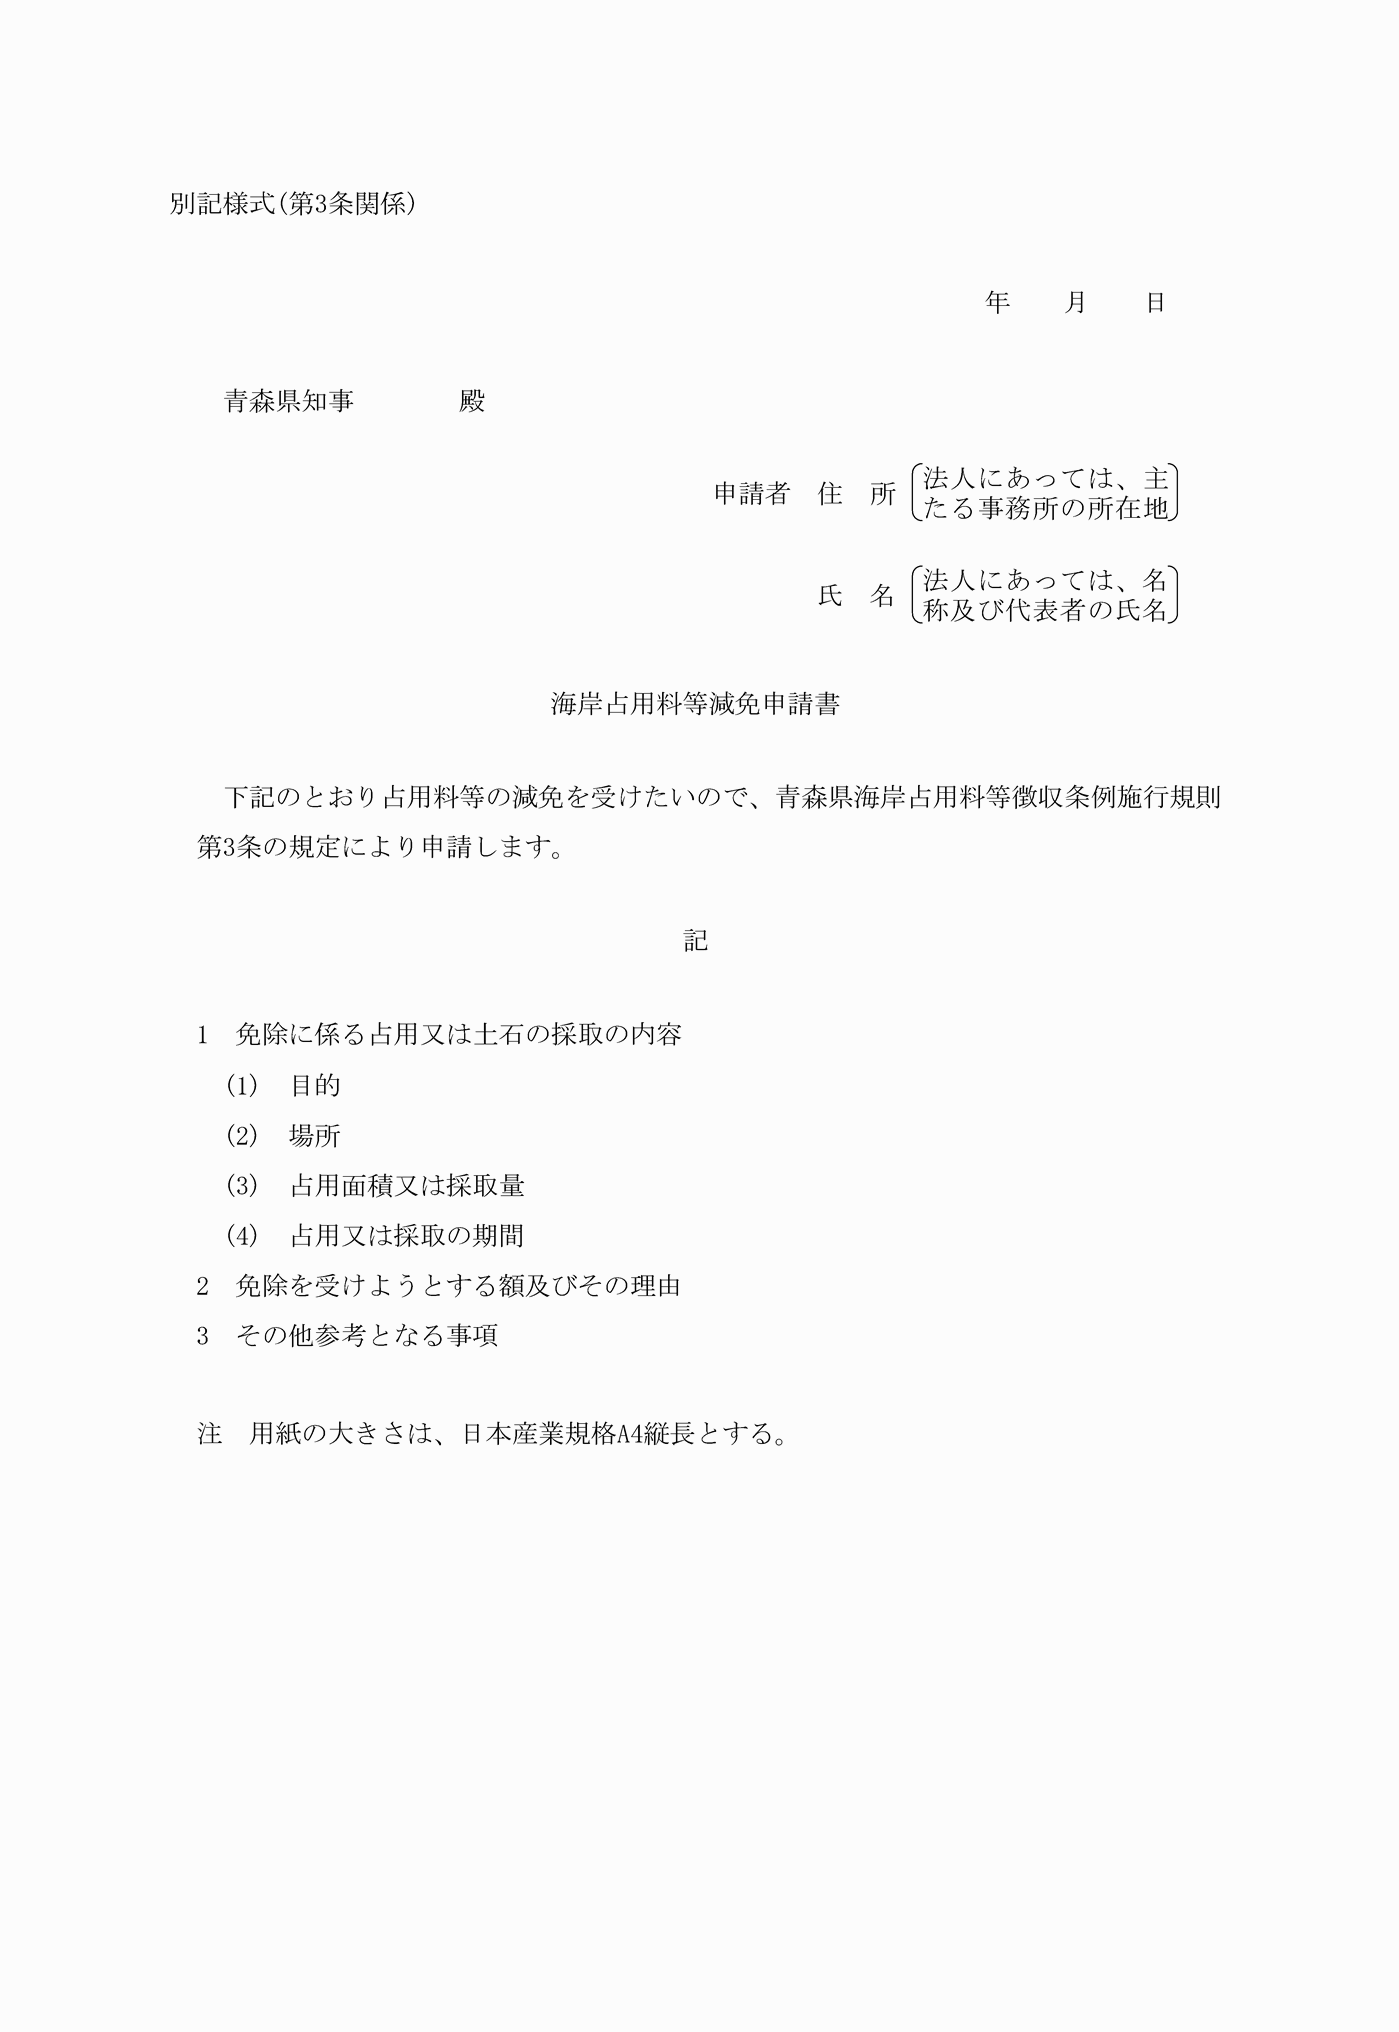 別記様式(第3条関係)
年　　月　　日
青森県知事　　　　殿
申請者　住　所　法人にあっては、主
たる事務所の所在地
氏　名　法人にあっては、名
称及び代表者の氏名
海岸占用料等減免申請書
下記のとおり占用料等の減免を受けたいので、青森県海岸占用料等徴収条例施行規則
第3条の規定により申請します。
記
1　免除に係る占用又は土石の採取の内容
(1)　目的
(2)　場所
(3)　占用面積又は採取量
(4)　占用又は採取の期間
2　免除を受けようとする額及びその理由
3　その他参考となる事項
注　用紙の大きさは、日本産業規格A4縦長とする。